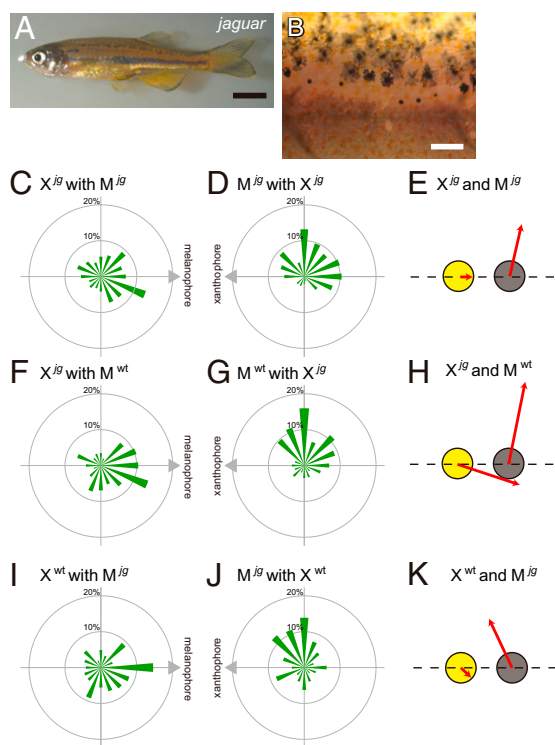 A
jaguar
B
C X^jg with M^jg
20%
10%
melanophore
D M^jg with X^jg
20%
10%
xanthophore
E X^jg and M^jg
F X^jg with M^wt
20%
10%
melanophore
G M^wt with X^jg
20%
10%
xanthophore
H X^jg and M^wt
I X^wt with M^jg
20%
10%
melanophore
J M^jg with X^wt
20%
10%
xanthophore
K X^wt and M^jg